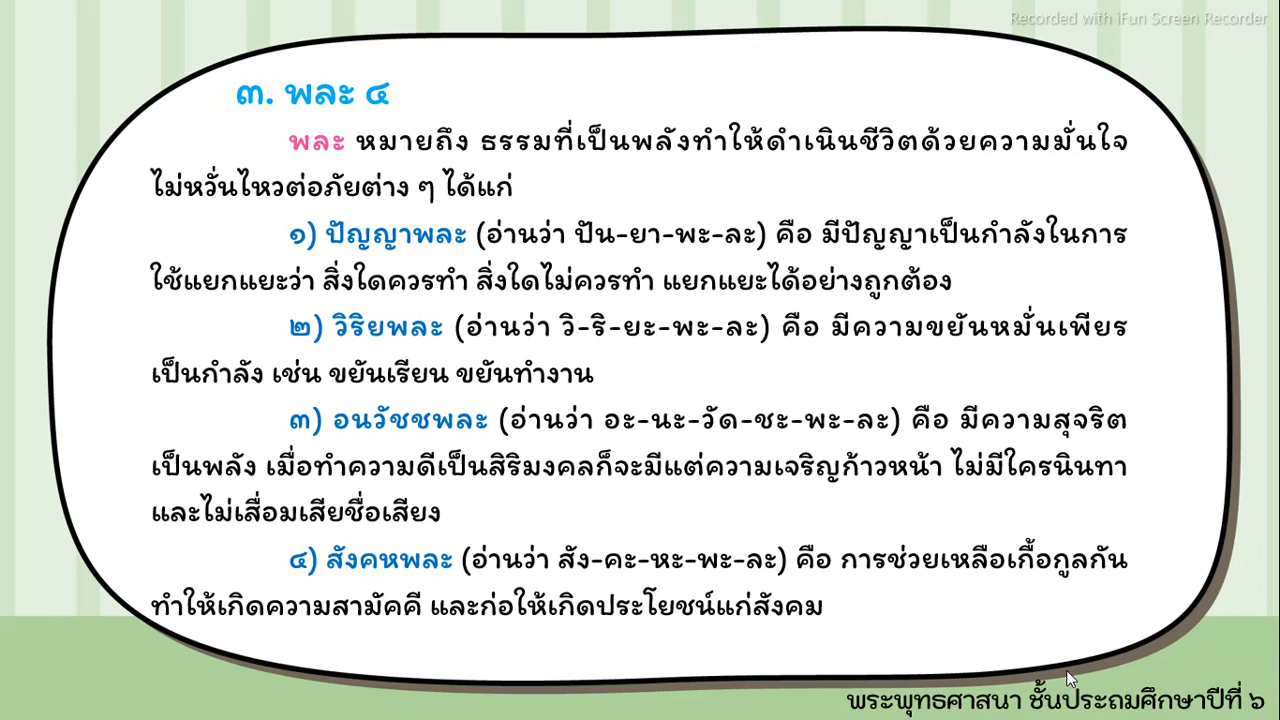 Recorded with iFun Screen Recorder
๓. พละ ๔
พละ หมายถึง ธรรมที่เป็นพลังทำให้ดำเนินชีวิตด้วยความมั่นใจ
ไม่หวั่นไหวต่อภัยต่าง ๆ ได้แก่
๑) ปัญญาพละ (อ่านว่า ปัน-ยา-พะ-ละ) คือ มีปัญญาเป็นกำลังในการ
ใช้แยกแยะว่า สิ่งใดควรทำ สิ่งใดไม่ควรทำ แยกแยะได้อย่างถูกต้อง
๒) วิริยพละ (อ่านว่า วิ-ริ-ยะ-พะ-ละ) คือ มีความขยันหมั่นเพียร
เป็นกำลัง เช่น ขยันเรียน ขยันทำงาน
๓) อนวัชชพละ (อ่านว่า อะ-นะ-วัด-ชะ-พะ-ละ) คือ มีความสุจริต
เป็นพลัง เมื่อทำความดีเป็นสิริมงคลก็จะมีแต่ความเจริญก้าวหน้า ไม่มีใครนินทา
และไม่เสื่อมเสียชื่อเสียง
๔) สังคหพละ (อ่านว่า สัง-คะ-หะ-พะ-ละ) คือ การช่วยเหลือเกื้อกูลกัน
ทำให้เกิดความสามัคคี และก่อให้เกิดประโยชน์แก่สังคม
พระพุทธศาสนา ชั้นประถมศึกษาปีที่ ๖